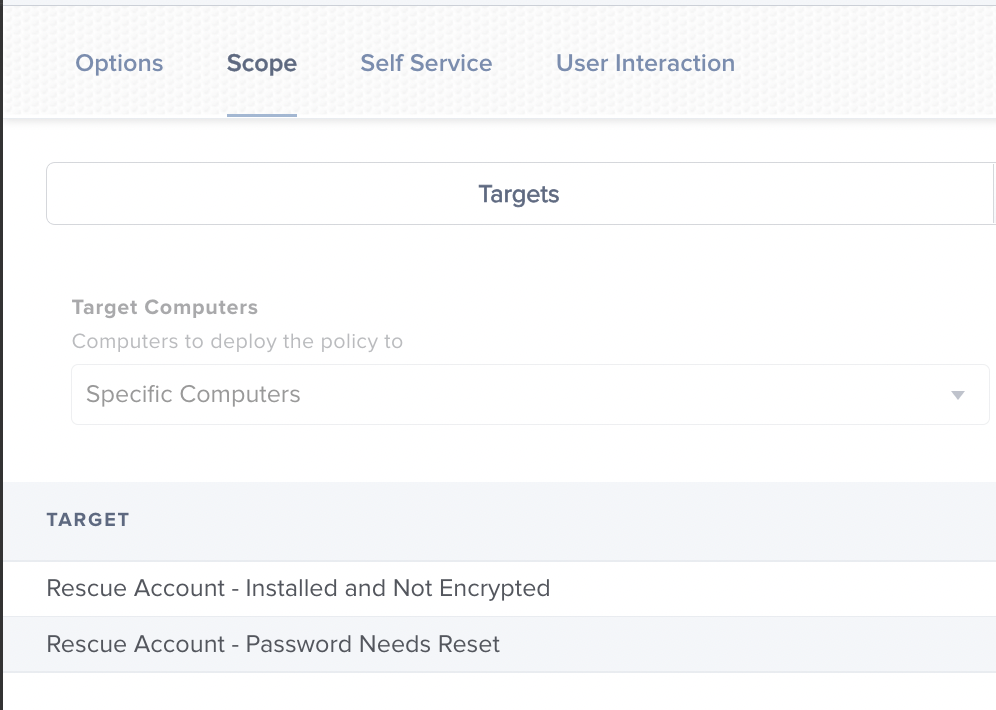 Options Scope Self Service User Interaction
Targets
Target Computers
Computers to deploy the policy to
Specific Computers
TARGET
Rescue Account - Installed and Not Encrypted
Rescue Account - Password Needs Reset